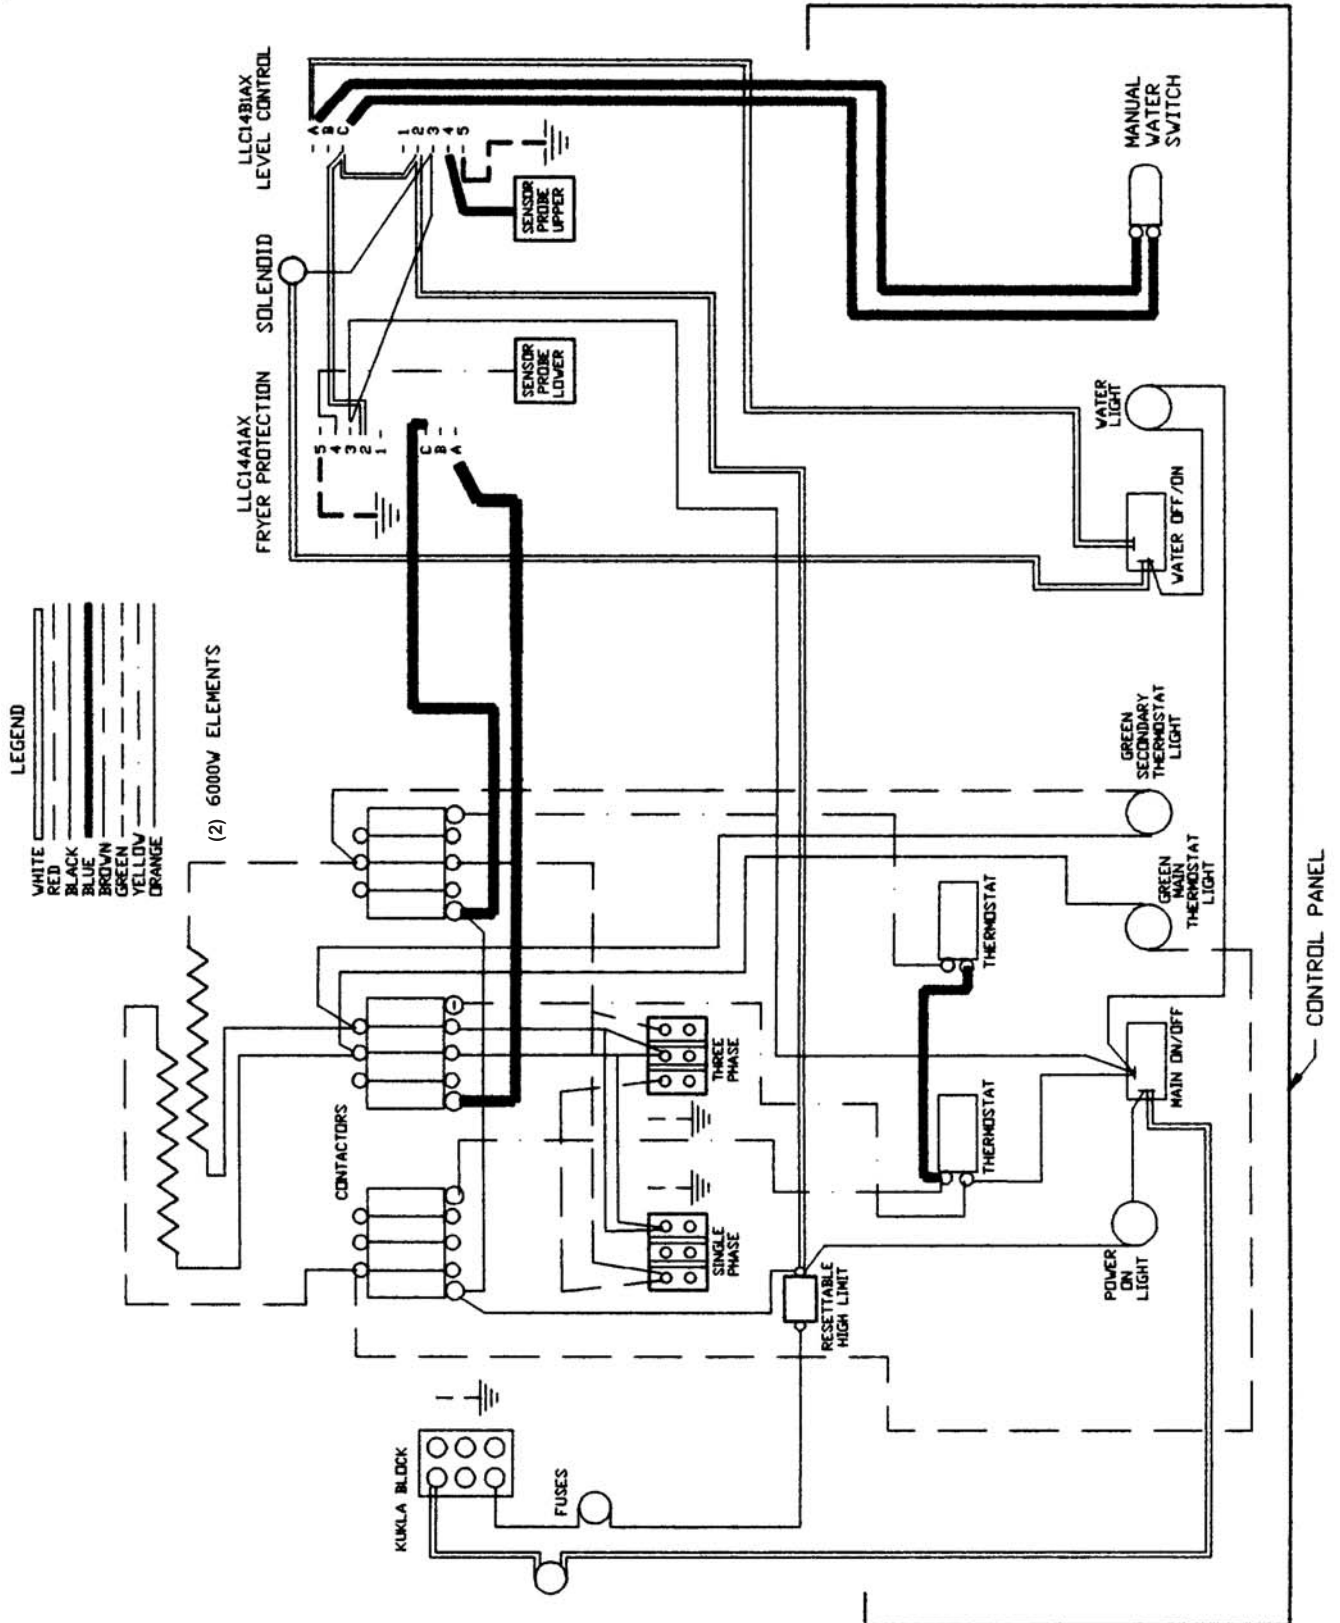 LEGEND
WHITE
RED
BLACK
BLUE
BROWN
GREEN
YELLOW
ORANGE
(2) 6000W ELEMENTS
LLC14A1AX
FRYER PROTECTION
SOLENOID
LLC14B1AX
LEVEL CONTROL
5
4
3
2
1
C
B
A
A
B
C
1
2
3
4
5
SENSOR
PROBE
LOWER
SENSOR
PROBE
UPPER
KUKLA BLOCK
FUSES
CONTACTORS
SINGLE
PHASE
THREE
PHASE
RESETTABLE
HIGH LIMIT
THERMOSTAT
THERMOSTAT
POWER
ON
LIGHT
MAIN ON/OFF
GREEN
MAIN
THERMOSTAT
LIGHT
GREEN
SECONDARY
THERMOSTAT
LIGHT
WATER OFF/ON
WATER
LIGHT
MANUAL
WATER
SWITCH
CONTROL PANEL